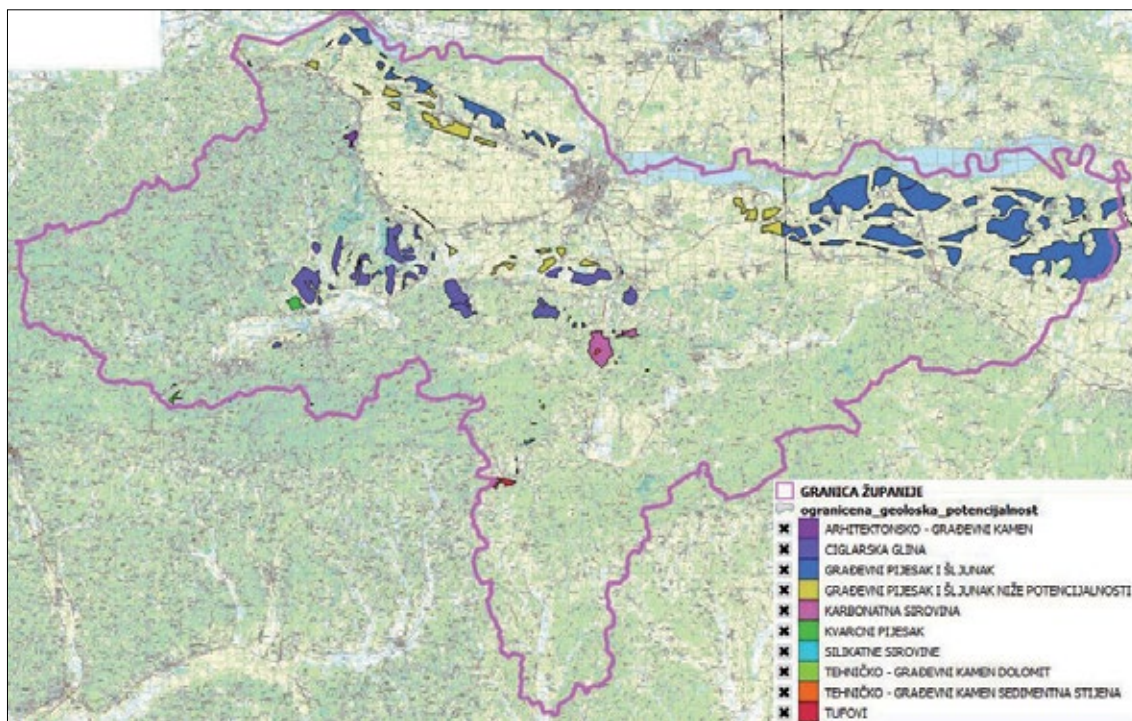 GRANICA ŽUPANIJE
ogranicena_geoloska_potencijalnost
ARHITEKTONSKO - GRAĐEVNI KAMEN
CIGLARSKA GLINA
GRAĐEVNI PIJESAK I ŠLJUNAK
GRAĐEVNI PIJESAK I ŠLJUNAK NIŽE POTENCIJALNOSTI
KARBONATNA SIROVINA
KVARCNI PIJESAK
SILIKATNE SIROVINE
TEHNIČKO - GRAĐEVNI KAMEN DOLOMIT
TEHNIČKO - GRAĐEVNI KAMEN SEDIMENTNA STIJENA
TUFOVI